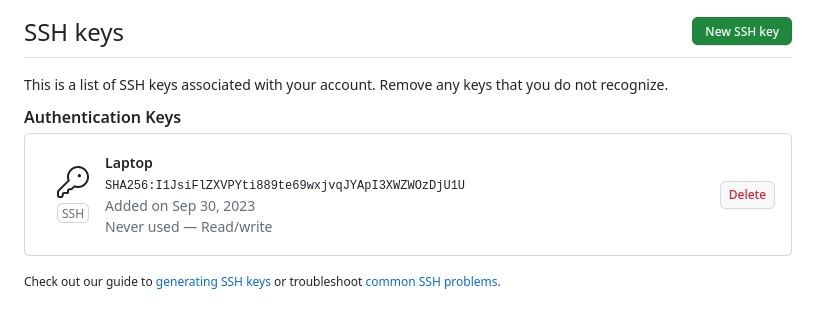 SSH keys
New SSH key
This is a list of SSH keys associated with your account. Remove any keys that you do not recognize.
Authentication Keys
Laptop
SHA256:I1JsiFlZXVPYti889te69wxjvqJYApI3XWZWOzDjU1U
Added on Sep 30, 2023
Never used — Read/write
SSH
Delete
Check out our guide to generating SSH keys or troubleshoot common SSH problems.